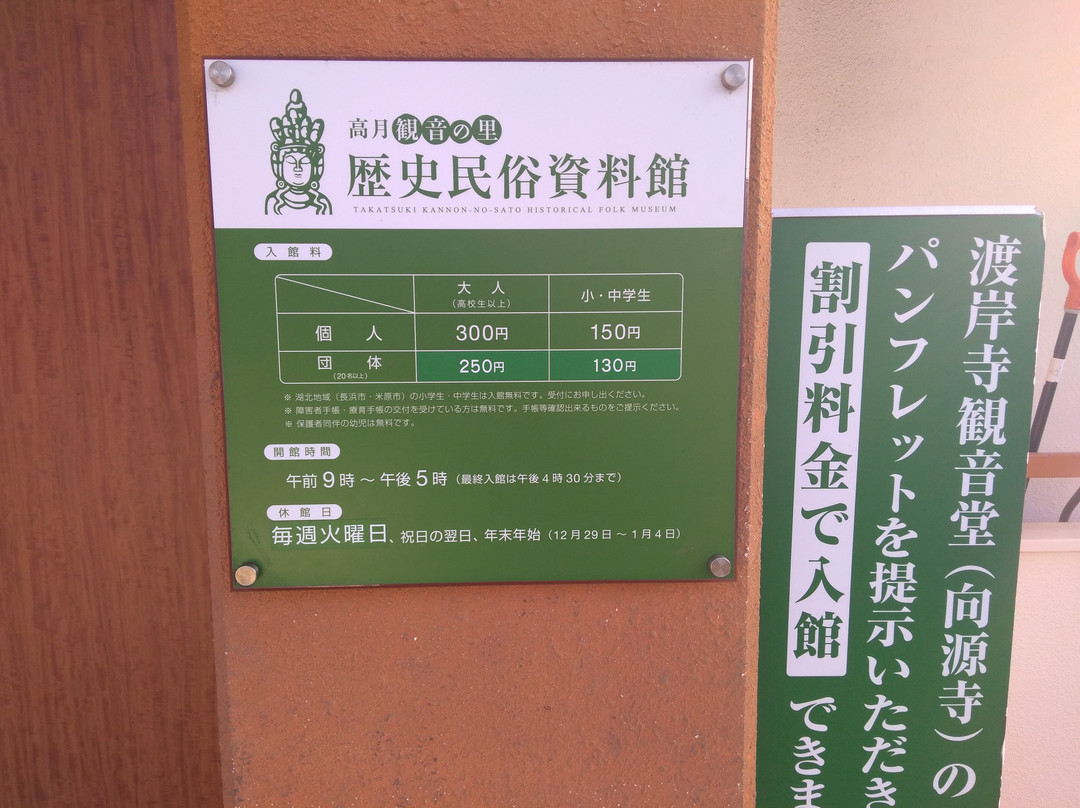 高月観音の里
歴史民俗資料館
TAKATSUKI KANNON-NO-SATO HISTORICAL FOLK MUSEUM
入館料
大人
(高校生以上)
小・中学生
個人
300円
150円
団体
(20名以上)
250円
130円
※ 湖北地域（長浜市・米原市）の小学生・中学生は入館無料です。受付にお申し出ください。
※ 障害者手帳・療育手帳の交付を受けている方は無料です。手帳等確認出来るものをご提示ください。
※ 保護者同伴の幼児は無料です。
開館時間
午前9時～午後5時（最終入館は午後4時30分まで）
休館日
毎週火曜日、祝日の翌日、年末年始（12月29日～1月4日）
渡岸寺観音堂(向源寺)の
パンフレットを提示いただき
割引料金で入館できま